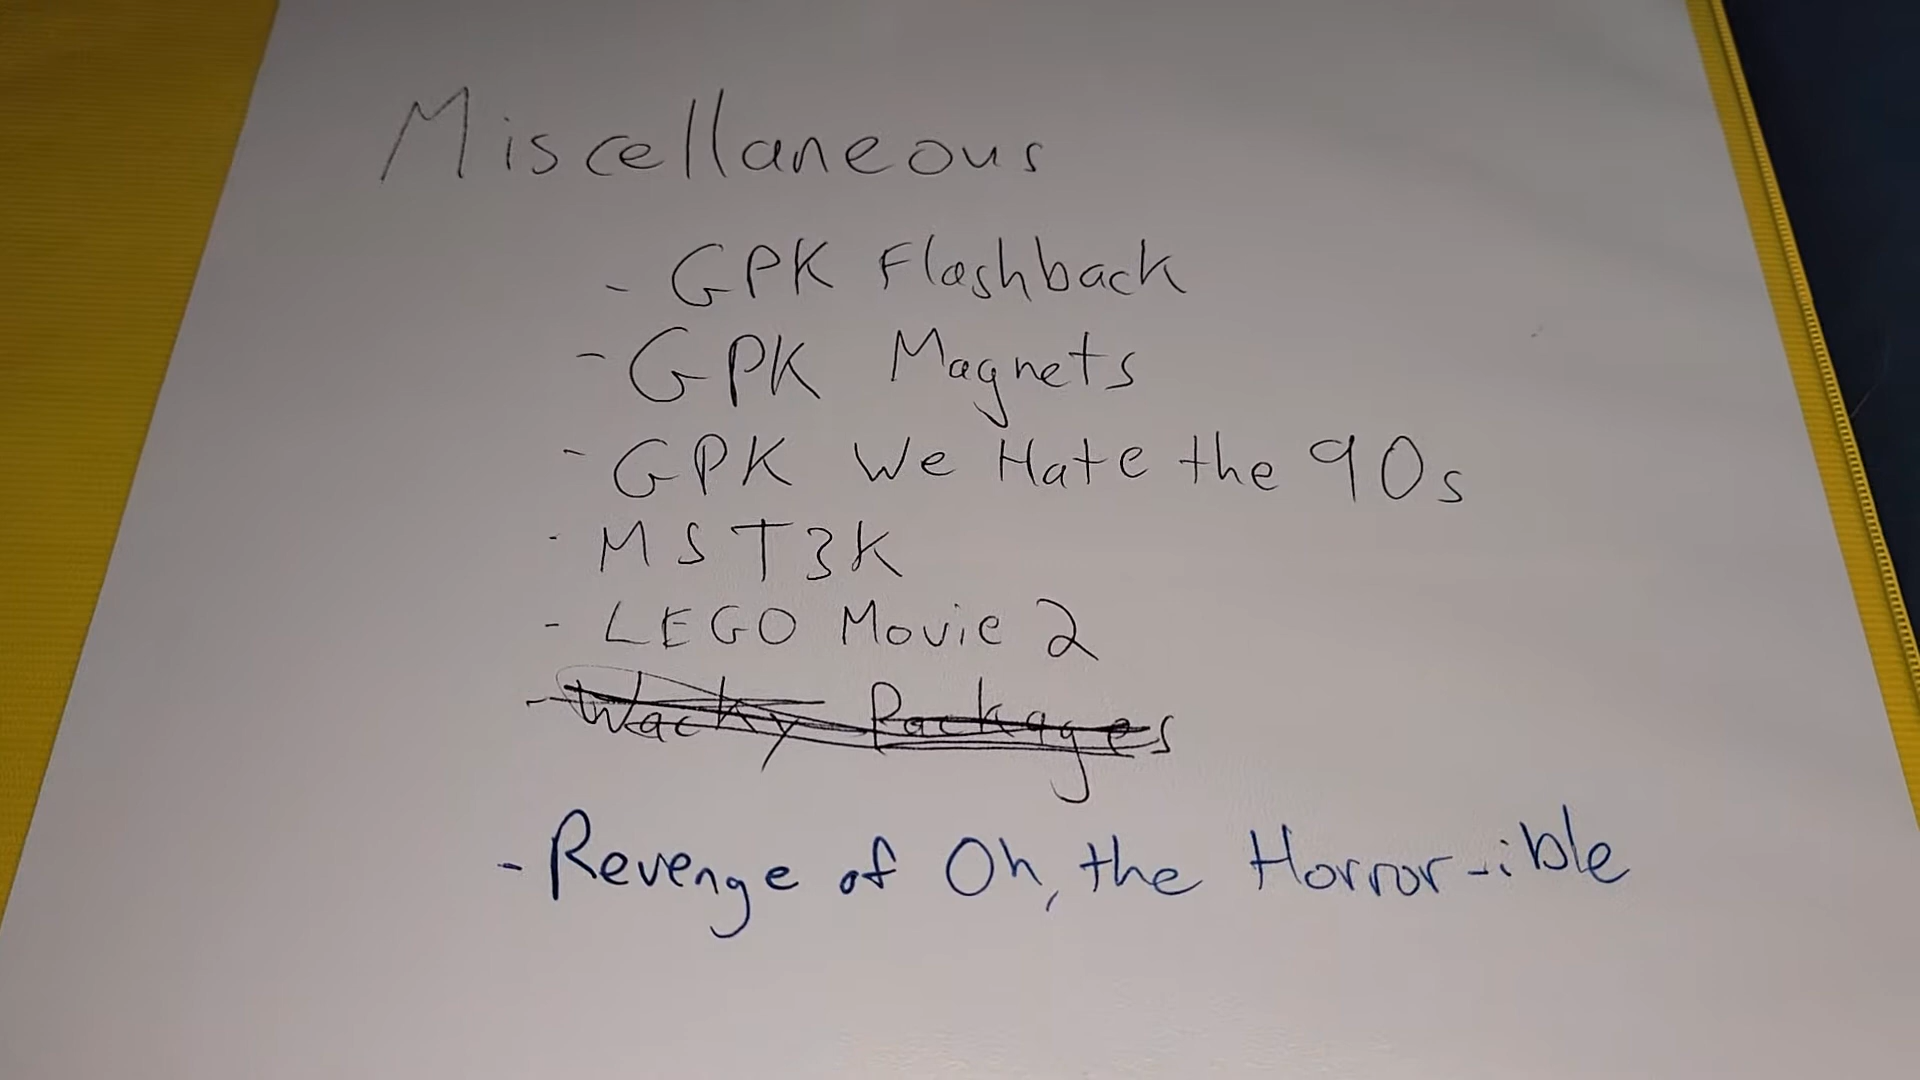 Miscellaneous
- GPK Flashback
- GPK Magnets
- GPK We Hate the 90s
- MST3K
- LEGO Movie 2
- Wacky Packages
- Revenge of Oh, the Horror-ible